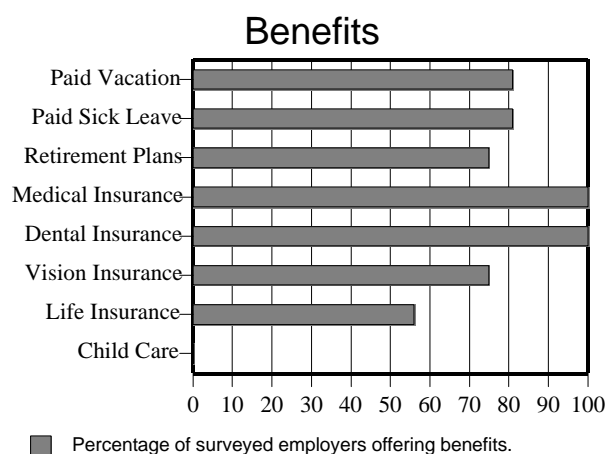 Benefits
Paid Vacation
Paid Sick Leave
Retirement Plans
Medical Insurance
Dental Insurance
Vision Insurance
Life Insurance
Child Care
0 10 20 30 40 50 60 70 80 90 100
Percentage of surveyed employers offering benefits.